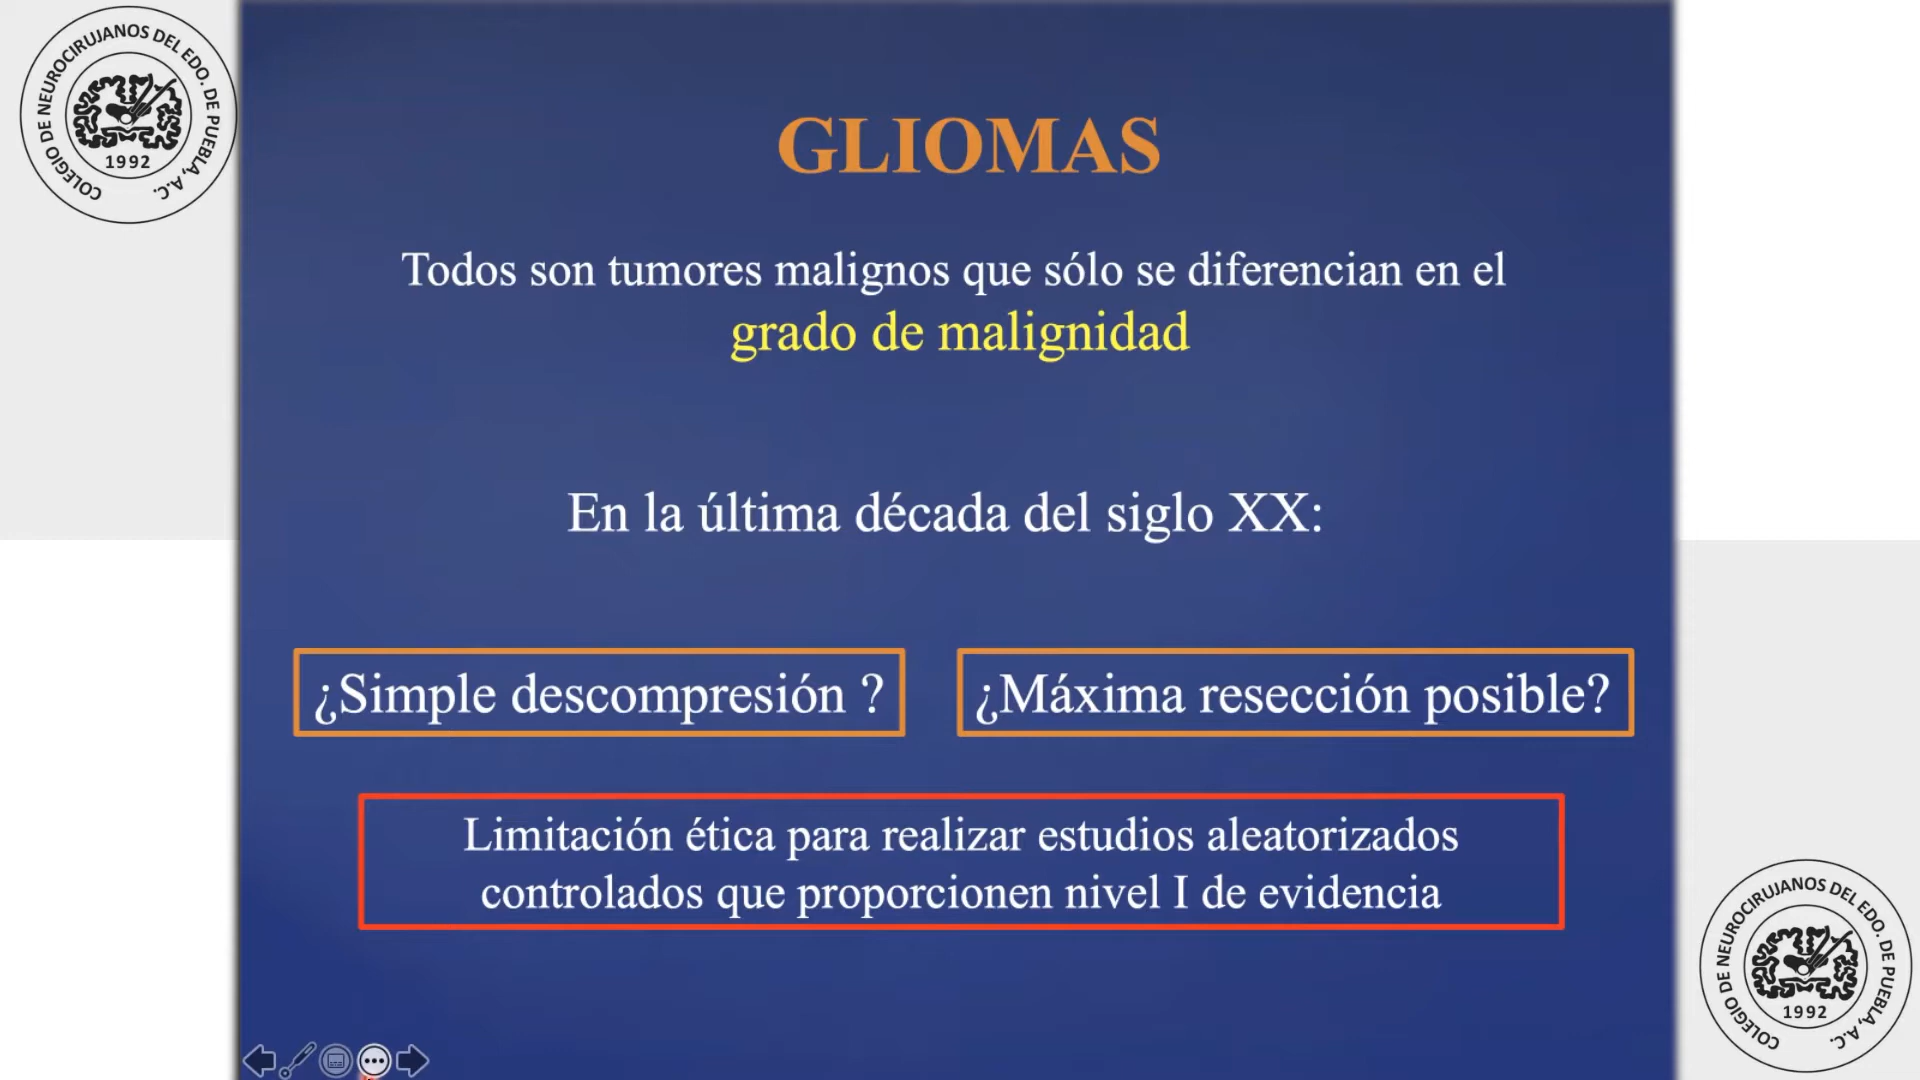 COLEGIO DE NEUROCIRUJANOS DEL EDO. DE PUEBLA, A.C.
1992
GLIOMAS
Todos son tumores malignos que sólo se diferencian en el
grado de malignidad
En la última década del siglo XX:
¿Simple descompresión ?
¿Máxima resección posible?
Limitación ética para realizar estudios aleatorizados
controlados que proporcionen nivel I de evidencia
COLEGIO DE NEUROCIRUJANOS DEL EDO. DE PUEBLA, A.C.
1992